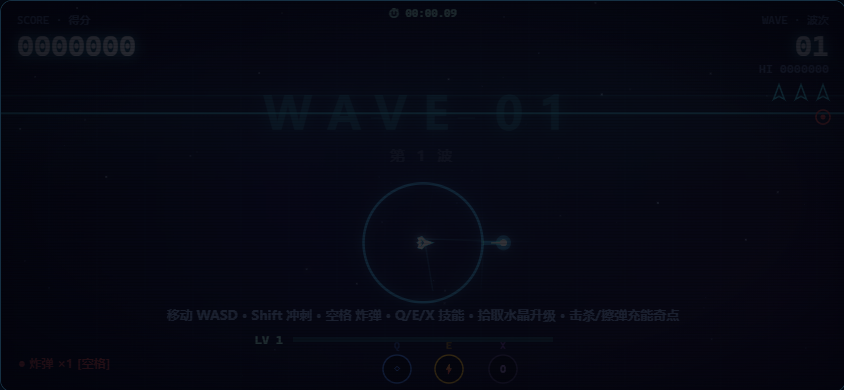 ⏱ 00:00.09
SCORE · 得分
0000000
WAVE · 波次
01
HI 0000000
WAVE 01
第 1 波
移动 WASD • Shift 冲刺 • 空格 炸弹 • Q/E/X 技能 • 拾取水晶升级 • 击杀/擦弹充能奇点
LV 1
Q E X
0
● 炸弹 ×1 [空格]